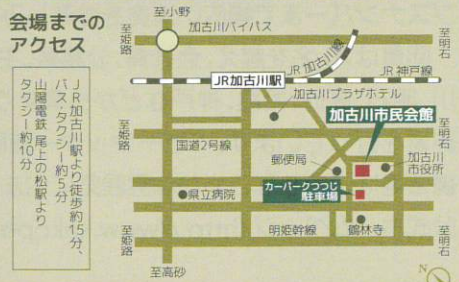 会場までの
アクセス
JR加古川駅より徒歩約15分、
バス・タクシー約5分
山陽電鉄 尾上の松駅より
タクシー約10分
至小野
加古川バイパス
至姫路
至明石
JR加古川駅
JR加古川線
JR神戸線
加古川プラザホテル
加古川市民会館
至姫路
国道2号線
郵便局
加古川
市役所
県立病院
カーパークつつじ
駐車場
至姫路
明姫幹線
鶴林寺
至明石
至高砂
N